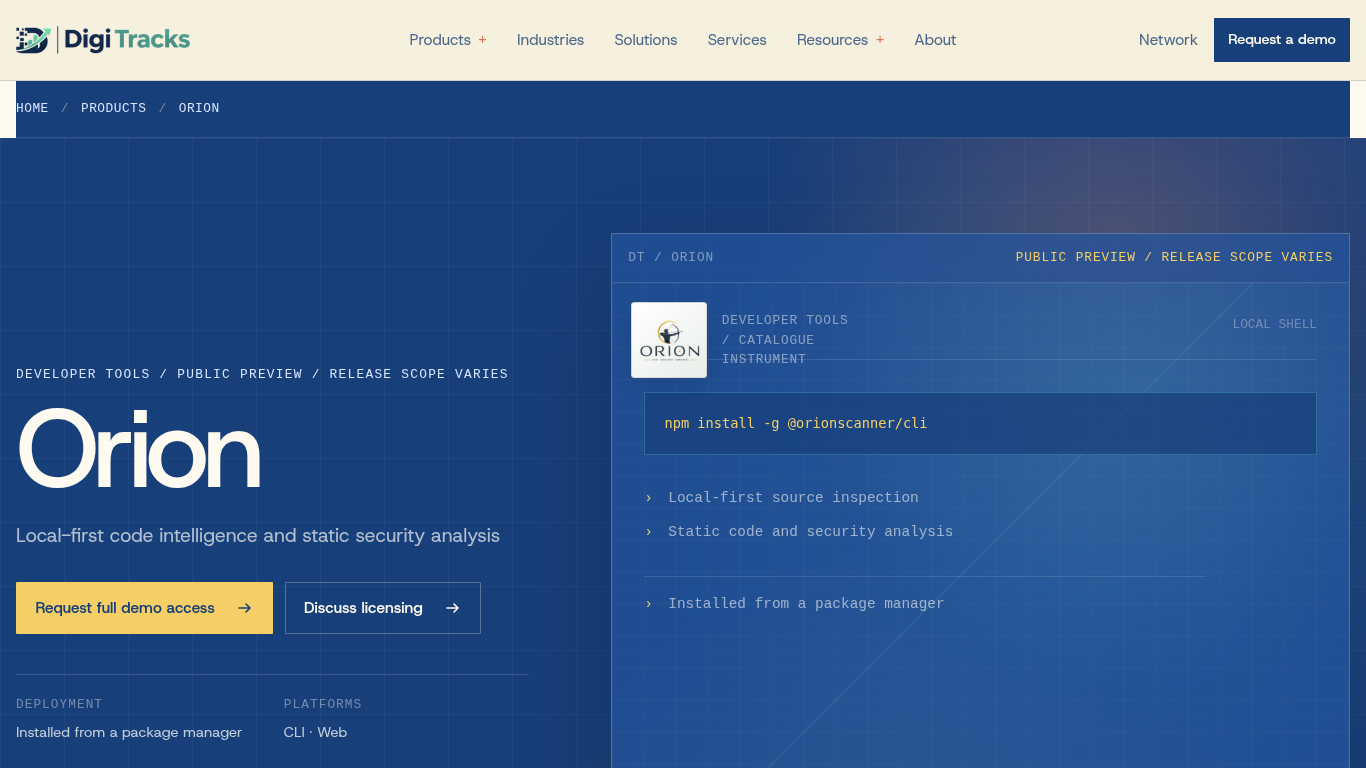 DigiTracks
Products +
Industries
Solutions
Services
Resources +
About
Network
Request a demo
HOME / PRODUCTS / ORION
DEVELOPER TOOLS / PUBLIC PREVIEW / RELEASE SCOPE VARIES
Orion
Local-first code intelligence and static security analysis
Request full demo access →
Discuss licensing →
DEPLOYMENT
Installed from a package manager
PLATFORMS
CLI · Web
DT / ORION
PUBLIC PREVIEW / RELEASE SCOPE VARIES
ORION
DEVELOPER TOOLS
/ CATALOGUE
INSTRUMENT
LOCAL SHELL
npm install -g @orionscanner/cli
› Local-first source inspection
› Static code and security analysis
› Installed from a package manager